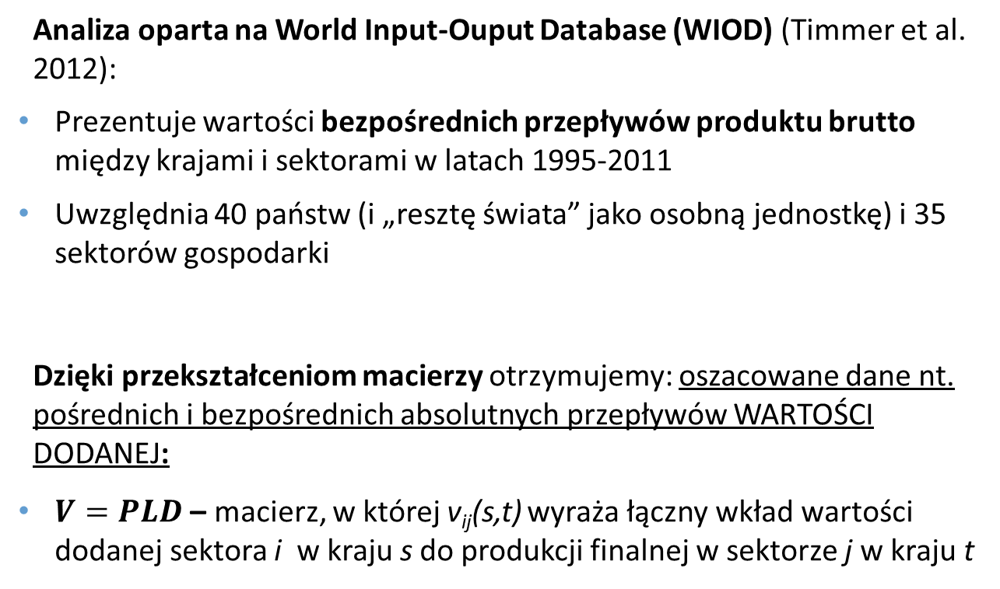 Analiza oparta na World Input-Ouput Database (WIOD) (Timmer et al.
2012):
• Prezentuje wartości bezpośrednich przepływów produktu brutto
między krajami i sektorami w latach 1995-2011
• Uwzględnia 40 państw (i „resztę świata” jako osobną jednostkę) i 35
sektorów gospodarki
Dzięki przekształceniom macierzy otrzymujemy: oszacowane dane nt.
pośrednich i bezpośrednich absolutnych przepływów WARTOŚCI
DODANEJ:
• V = PLD – macierz, w której vij(s,t) wyraża łączny wkład wartości
dodanej sektora i w kraju s do produkcji finalnej w sektorze j w kraju t